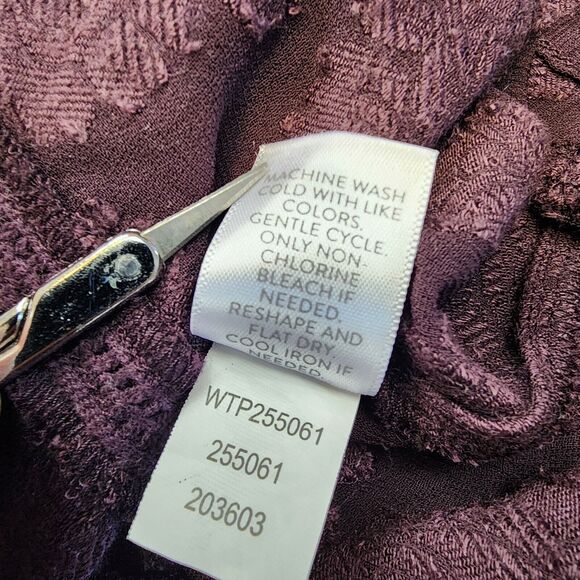 MACHINE WASH
COLD WITH LIKE
COLORS.
GENTLE CYCLE.
ONLY NON-
CHLORINE
BLEACH IF
NEEDED.
RESHAPE AND
FLAT DRY.
COOL IRON IF
NEEDED.
WTP255061
255061
203603